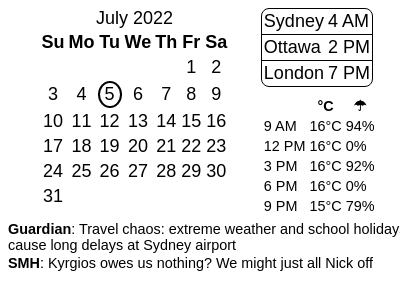 July 2022
Su Mo Tu We Th Fr Sa
1 2
3 4 5 6 7 8 9
10 11 12 13 14 15 16
17 18 19 20 21 22 23
24 25 26 27 28 29 30
31
Sydney 4 AM
Ottawa 2 PM
London 7 PM
°C ☂
9 AM 16°C 94%
12 PM 16°C 0%
3 PM 16°C 92%
6 PM 16°C 0%
9 PM 15°C 79%
Guardian: Travel chaos: extreme weather and school holiday
cause long delays at Sydney airport
SMH: Kyrgios owes us nothing? We might just all Nick off